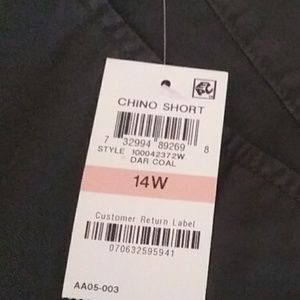 CHINO SHORT
7 32994 89269 8
STYLE 100042372W
DAR COAL
14W
Customer Return Label
070632595941
AA05-003